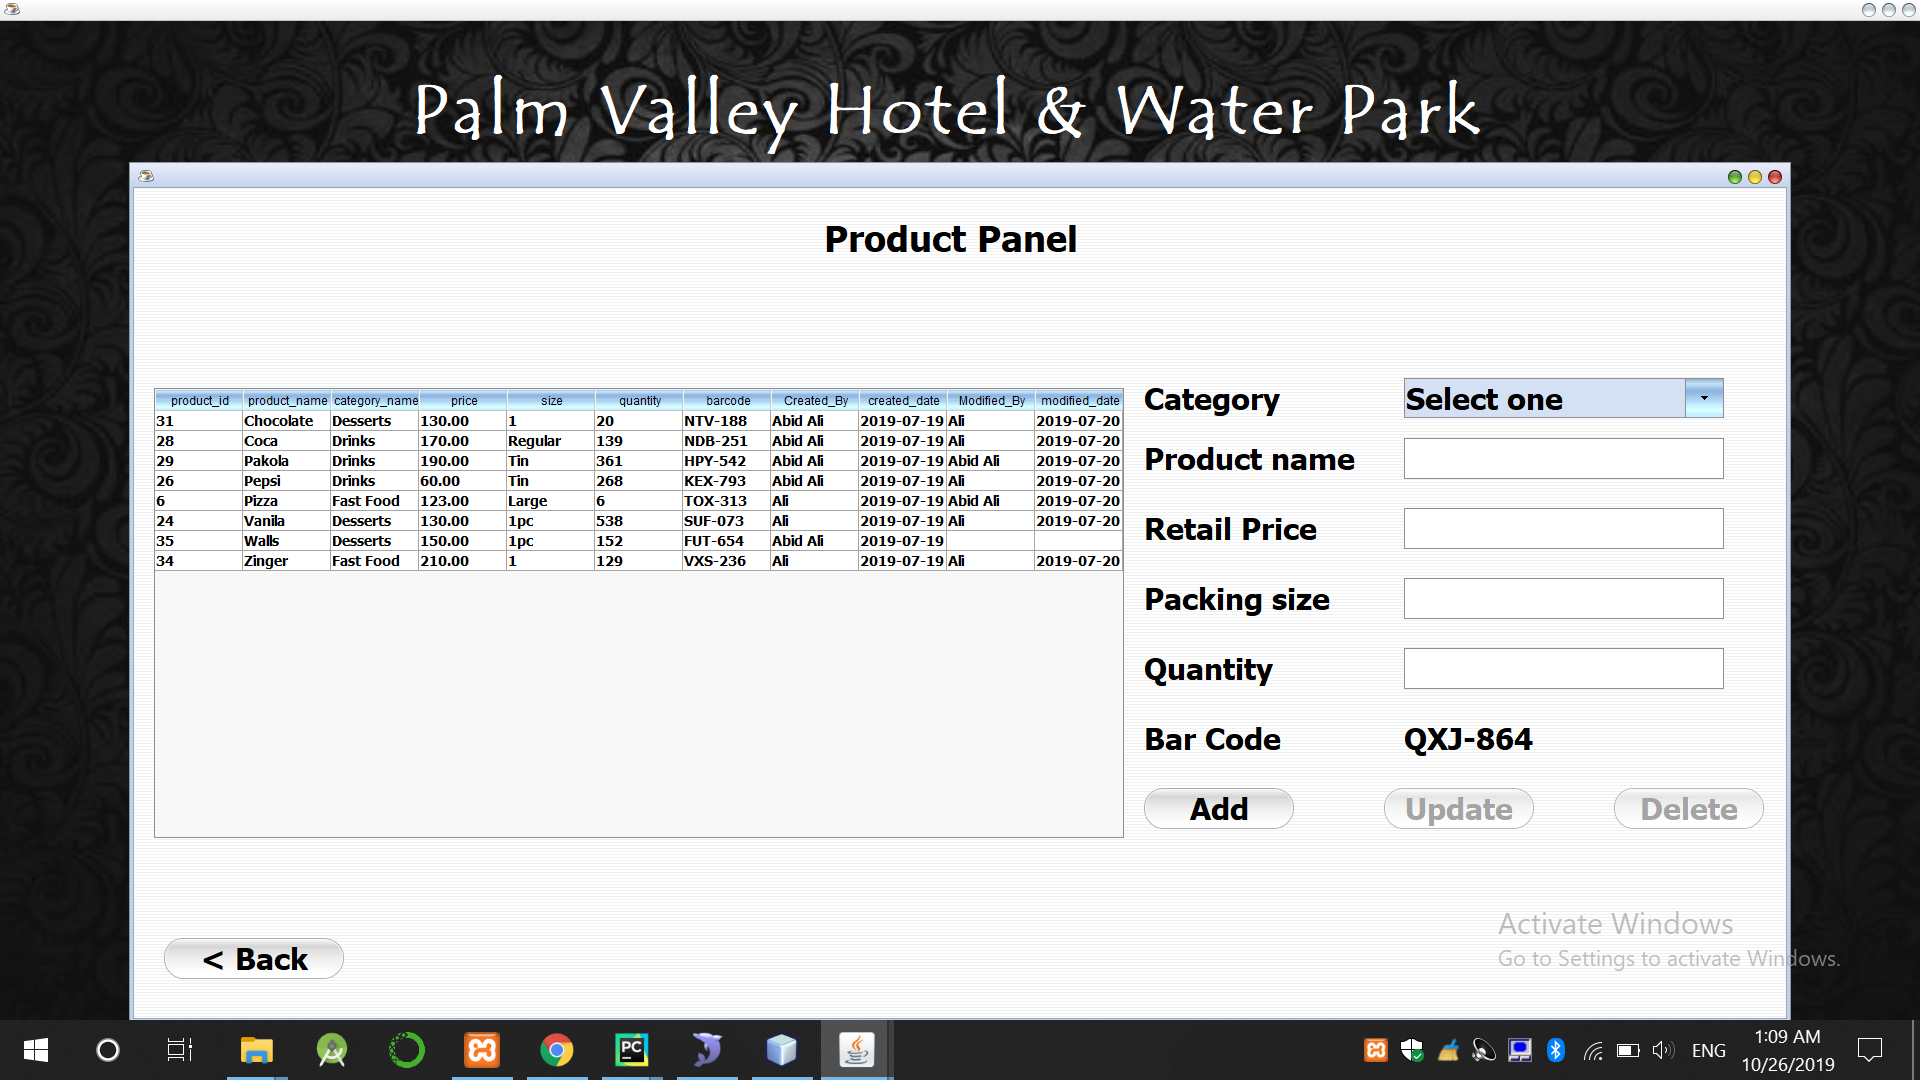 Palm Valley Hotel & Water Park
Product Panel
product_id product_name category_name price size quantity barcode Created_By created_date Modified_By modified_date
31 Chocolate Desserts 130.00 1 20 NTV-188 Abid Ali 2019-07-19 Ali 2019-07-20
28 Coca Drinks 170.00 Regular 139 NDB-251 Abid Ali 2019-07-19 Ali 2019-07-20
29 Pakola Drinks 190.00 Tin 361 HPY-542 Abid Ali 2019-07-19 Abid Ali 2019-07-20
26 Pepsi Drinks 60.00 Tin 268 KEX-793 Abid Ali 2019-07-19 Ali 2019-07-20
6 Pizza Fast Food 123.00 Large 6 TOX-313 Ali 2019-07-19 Abid Ali 2019-07-20
24 Vanila Desserts 130.00 1pc 538 SUF-073 Ali 2019-07-19 Ali 2019-07-20
35 Walls Desserts 150.00 1pc 152 FUT-654 Abid Ali 2019-07-19
34 Zinger Fast Food 210.00 1 129 VXS-236 Ali 2019-07-19 Ali 2019-07-20
Category Select one
Product name
Retail Price
Packing size
Quantity
Bar Code QXJ-864
Add Update Delete
< Back
Activate Windows
Go to Settings to activate Windows.
PC
ENG
1:09 AM
10/26/2019